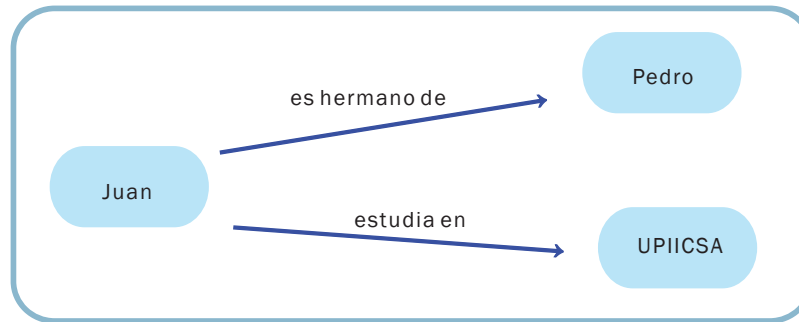 Pedro
es hermano de
Juan
estudia en
UPIICSA